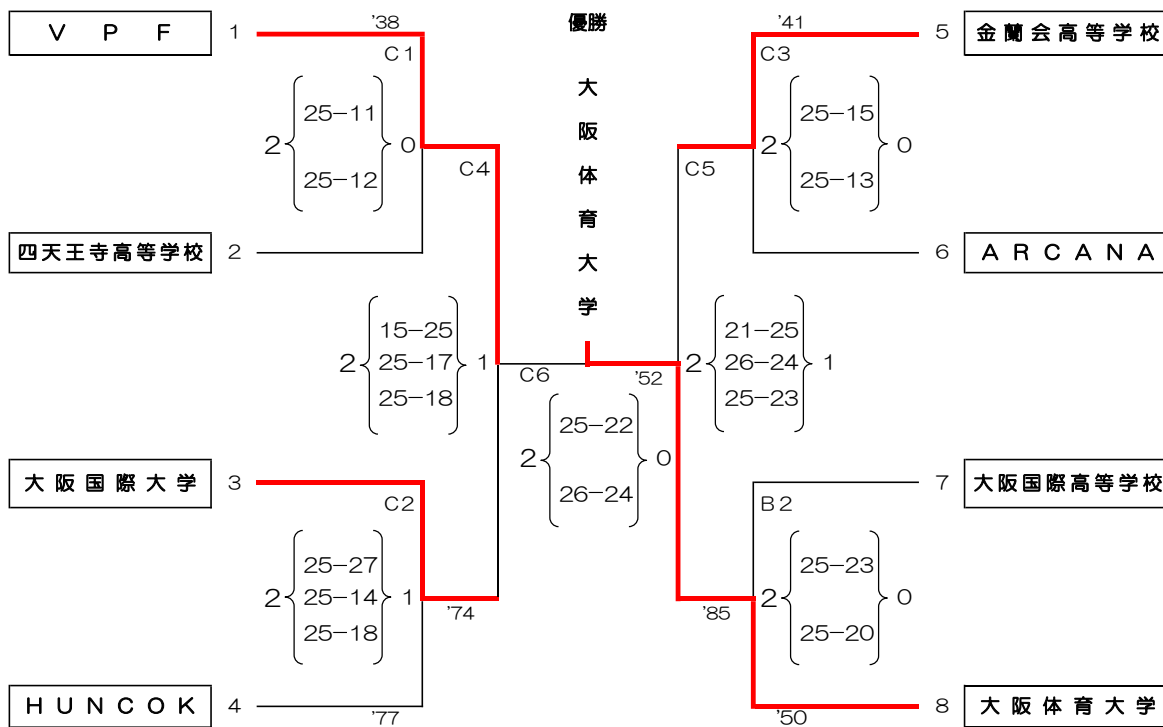 優勝
大阪体育大学
ＶＰＦ
1
'38
C1
2
25-11
25-12
0
四天王寺高等学校
2
C4
2
15-25
25-17
25-18
1
大阪国際大学
3
C2
2
25-27
25-14
25-18
1
'74
ＨＵＮＣＯＫ
4
'77
C6
'52
2
25-22
26-24
0
'41
5
金蘭会高等学校
C3
2
25-15
25-13
0
C5
6
ＡＲＣＡＮＡ
2
21-25
26-24
25-23
1
7
大阪国際高等学校
B2
2
25-23
25-20
0
'85
'50
8
大阪体育大学